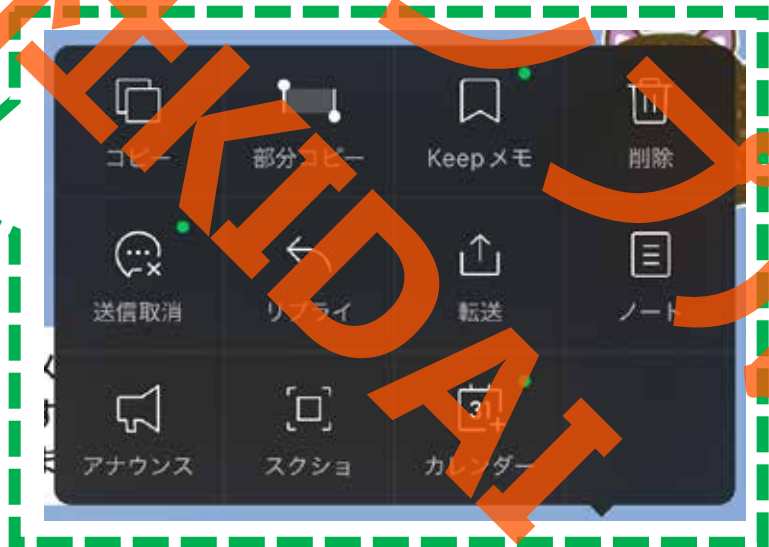 コピー
部分コピー
Keepメモ
削除
送信取消
リプライ
転送
ノート
アナウンス
スクショ
31
カレンダー
EIKIDAI